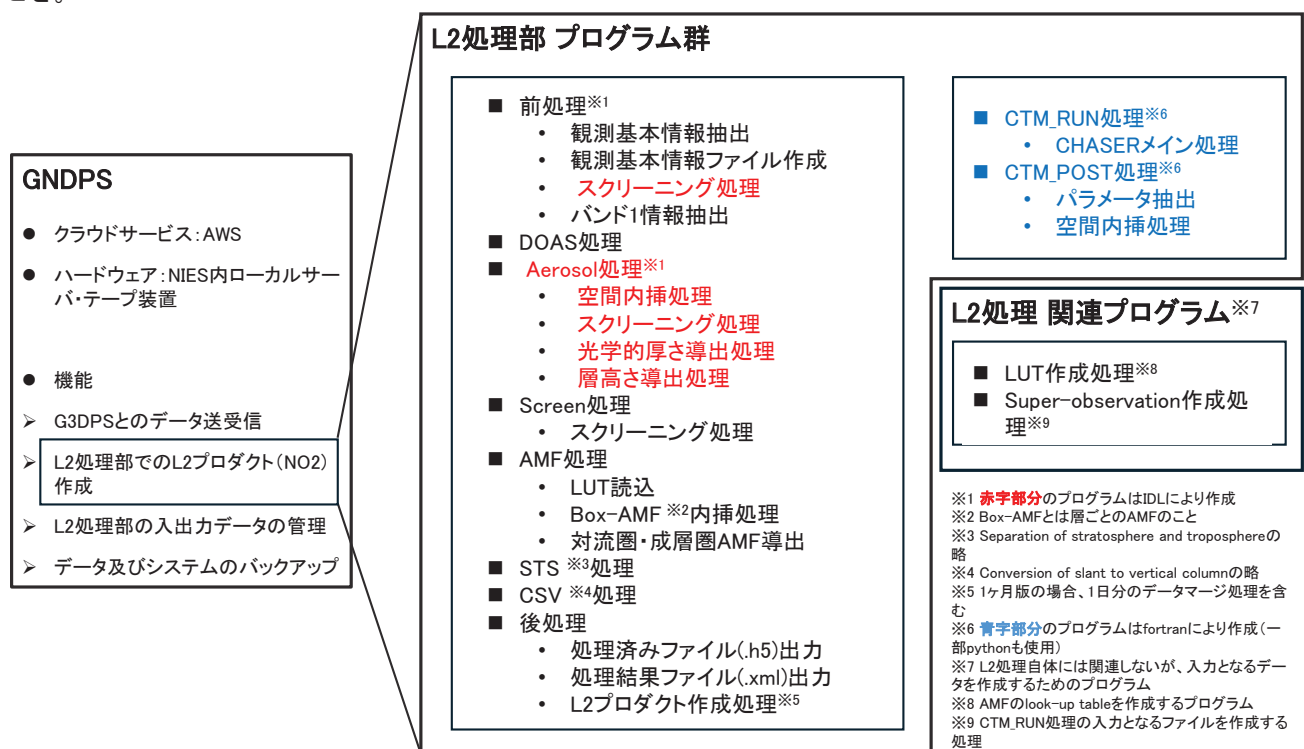 こと。
L2処理部 プログラム群
GNDPS
● クラウドサービス：AWS
● ハードウェア：NIES内ローカルサー
バ・テープ装置
● 機能
➢ G3DPSとのデータ送受信
➢ L2処理部でのL2プロダクト（NO2）
作成
➢ L2処理部の入出力データの管理
➢ データ及びシステムのバックアップ
■ 前処理※1
• 観測基本情報抽出
• 観測基本情報ファイル作成
• スクリーニング処理
• バンド1情報抽出
■ DOAS処理
■ Aerosol処理※1
• 空間内挿処理
• スクリーニング処理
• 光学的厚さ導出処理
• 層高さ導出処理
■ Screen処理
• スクリーニング処理
■ AMF処理
• LUT読込
• Box-AMF ※2内挿処理
• 対流圏・成層圏AMF導出
■ STS ※3処理
■ CSV ※4処理
■ 後処理
• 処理済みファイル(.h5)出力
• 処理結果ファイル(.xml)出力
• L2プロダクト作成処理※5
■ CTM_RUN処理※6
• CHASERメイン処理
■ CTM_POST処理※6
• パラメータ抽出
• 空間内挿処理
L2処理 関連プログラム※7
■ LUT作成処理※8
■ Super-observation作成処
理※9
※1 赤字部分のプログラムはIDLにより作成
※2 Box-AMFとは層ごとのAMFのこと
※3 Separation of stratosphere and troposphereの
略
※4 Conversion of slant to vertical columnの略
※5 1ヶ月版の場合、1日分のデータマージ処理を含
む
※6 青字部分のプログラムはfortranにより作成（一
部pythonも使用）
※7 L2処理自体には関連しないが、入力となるデー
タを作成するためのプログラム
※8 AMFのlook-up tableを作成するプログラム
※9 CTM_RUN処理の入力となるファイルを作成する
処理